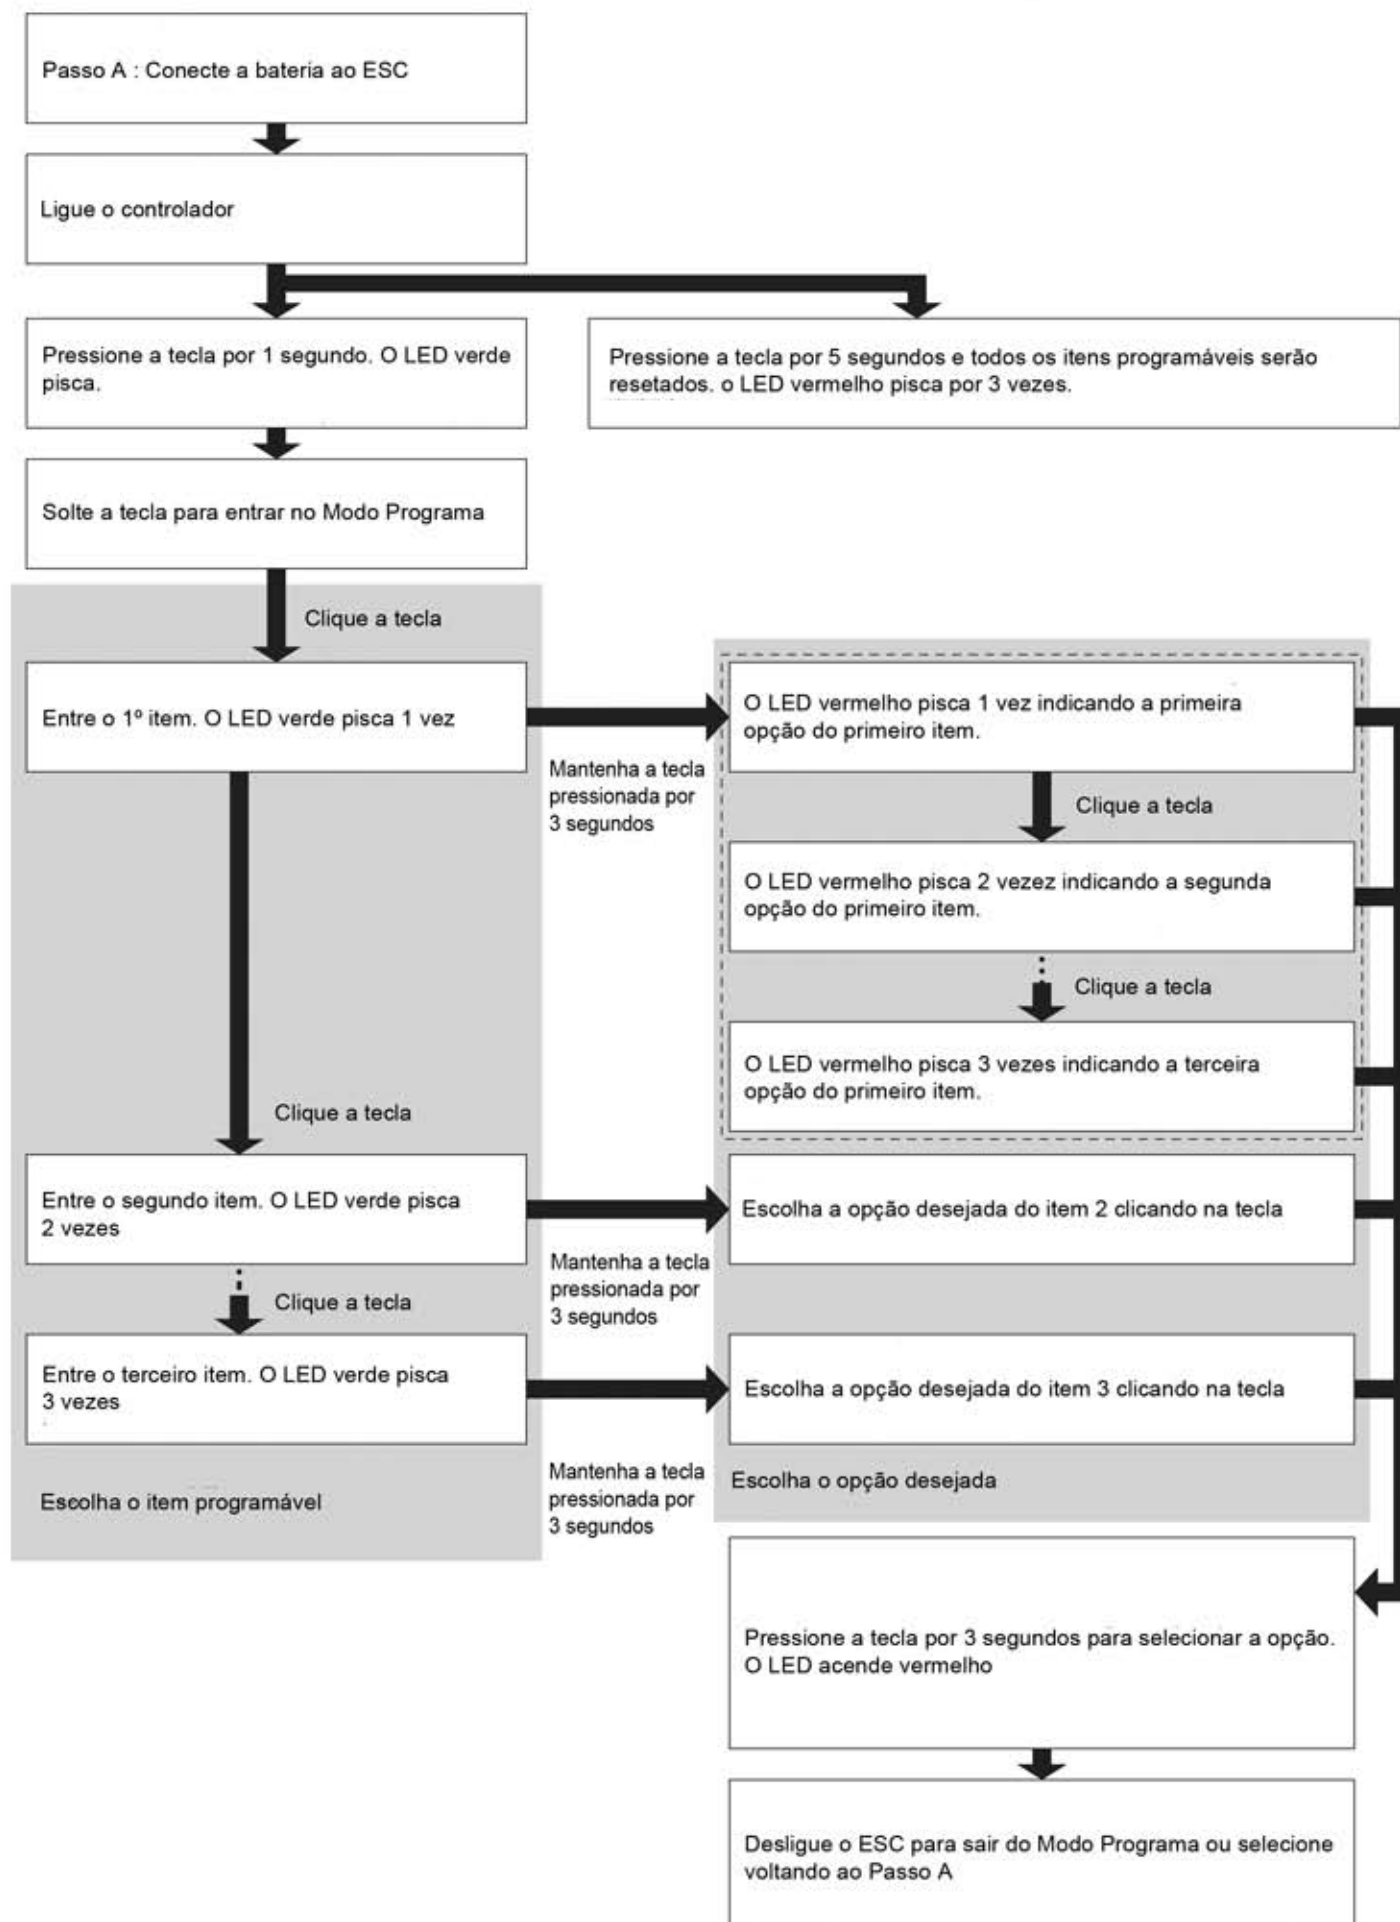 Passo A : Conecte a bateria ao ESC
Ligue o controlador
Pressione a tecla por 1 segundo. O LED verde
pisca.
Pressione a tecla por 5 segundos e todos os itens programáveis serão
resetados. o LED vermelho pisca por 3 vezes.
Solte a tecla para entrar no Modo Programa
Clique a tecla
Entre o 1º item. O LED verde pisca 1 vez
Mantenha a tecla
pressionada por
3 segundos
O LED vermelho pisca 1 vez indicando a primeira
opção do primeiro item.
Clique a tecla
O LED vermelho pisca 2 vezez indicando a segunda
opção do primeiro item.
Clique a tecla
O LED vermelho pisca 3 vezes indicando a terceira
opção do primeiro item.
Clique a tecla
Entre o segundo item. O LED verde pisca
2 vezes
Mantenha a tecla
pressionada por
3 segundos
Escolha a opção desejada do item 2 clicando na tecla
Clique a tecla
Entre o terceiro item. O LED verde pisca
3 vezes
Mantenha a tecla
pressionada por
3 segundos
Escolha a opção desejada do item 3 clicando na tecla
Escolha o item programável
Escolha o opção desejada
Pressione a tecla por 3 segundos para selecionar a opção.
O LED acende vermelho
Desligue o ESC para sair do Modo Programa ou selecione
voltando ao Passo A